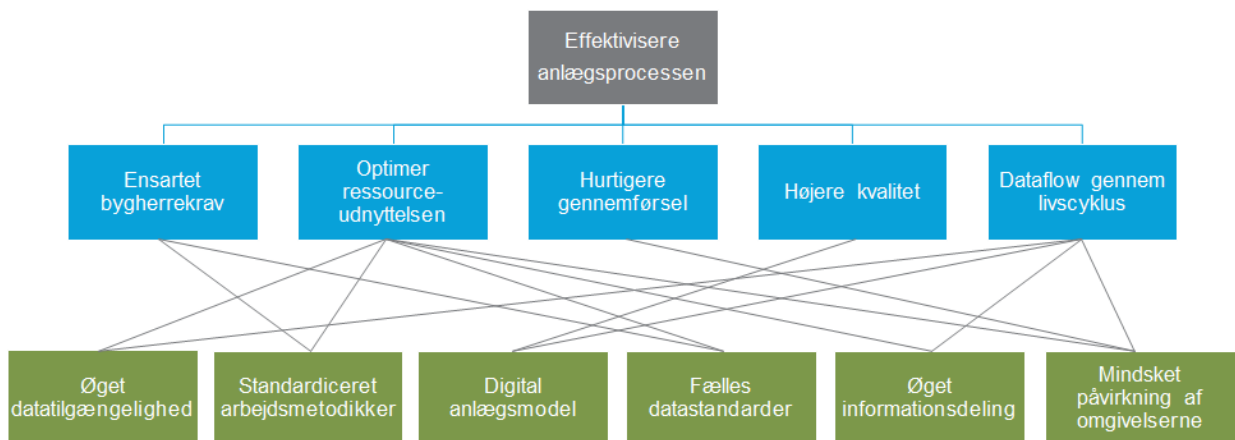 Effektivisere
anlægsprocessen
Ensartet
bygherrekrav
Optimer
ressource-
udnyttelsen
Hurtigere
gennemførsel
Højere kvalitet
Dataflow gennem
livscyklus
Øget
datatilgængelighed
Standardiceret
arbejdsmetodikker
Digital
anlægsmodel
Fælles
datastandarder
Øget
informationsdeling
Mindsket
påvirkning af
omgivelserne